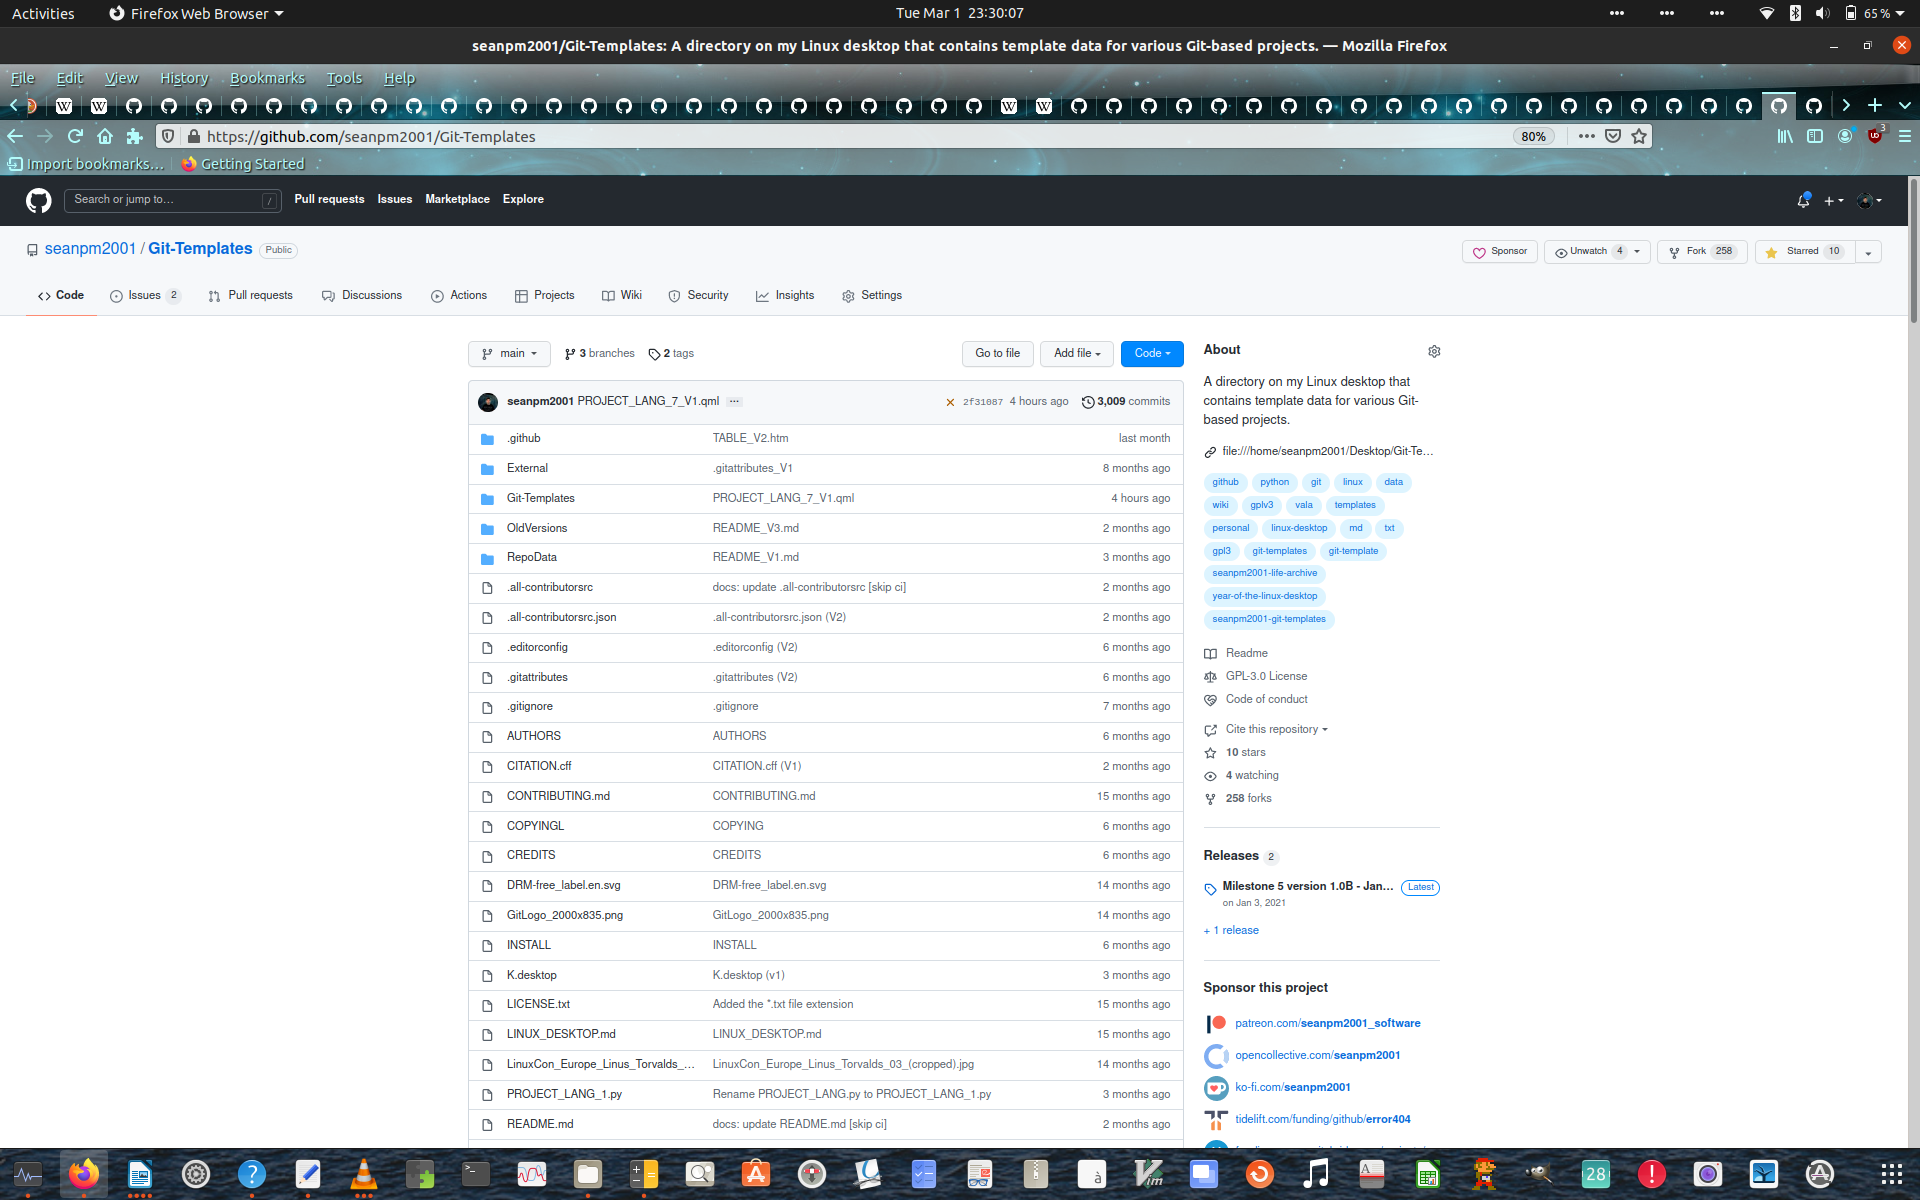 Activities
Firefox Web Browser
Tue Mar 1 23:30:07
65 %
seanpm2001/Git-Templates: A directory on my Linux desktop that contains template data for various Git-based projects. — Mozilla Firefox
File Edit View History Bookmarks Tools Help
https://github.com/seanpm2001/Git-Templates
80%
3
Import bookmarks...
Getting Started
Search or jump to...
/
Pull requests Issues Marketplace Explore
seanpm2001 / Git-Templates Public
Sponsor
Unwatch 4
Fork 258
Starred 10
Code
Issues 2
Pull requests
Discussions
Actions
Projects
Wiki
Security
Insights
Settings
main
3 branches
2 tags
Go to file
Add file
Code
seanpm2001 PROJECT_LANG_7_V1.qml ...
2f31087 4 hours ago
3,009 commits
.github TABLE_V2.htm last month
External .gitattributes_V1 8 months ago
Git-Templates PROJECT_LANG_7_V1.qml 4 hours ago
OldVersions README_V3.md 2 months ago
RepoData README_V1.md 3 months ago
.all-contributorsrc docs: update .all-contributorsrc [skip ci] 2 months ago
.all-contributorsrc.json .all-contributorsrc.json (V2) 2 months ago
.editorconfig .editorconfig (V2) 6 months ago
.gitattributes .gitattributes (V2) 6 months ago
.gitignore .gitignore 7 months ago
AUTHORS AUTHORS 6 months ago
CITATION.cff CITATION.cff (V1) 2 months ago
CONTRIBUTING.md CONTRIBUTING.md 15 months ago
COPYINGL COPYING 6 months ago
CREDITS CREDITS 6 months ago
DRM-free_label.en.svg DRM-free_label.en.svg 14 months ago
GitLogo_2000x835.png GitLogo_2000x835.png 14 months ago
INSTALL INSTALL 6 months ago
K.desktop K.desktop (v1) 3 months ago
LICENSE.txt Added the *.txt file extension 15 months ago
LINUX_DESKTOP.md LINUX_DESKTOP.md 15 months ago
LinuxCon_Europe_Linus_Torvalds_... LinuxCon_Europe_Linus_Torvalds_03_(cropped).jpg 14 months ago
PROJECT_LANG_1.py Rename PROJECT_LANG.py to PROJECT_LANG_1.py 3 months ago
README.md docs: update README.md [skip ci] 2 months ago
About
A directory on my Linux desktop that
contains template data for various Git-
based projects.
file:///home/seanpm2001/Desktop/Git-Te...
github python git linux data
wiki gplv3 vala templates
personal linux-desktop md txt
gpl3 git-templates git-template
seanpm2001-life-archive
year-of-the-linux-desktop
seanpm2001-git-templates
Readme
GPL-3.0 License
Code of conduct
Cite this repository
10 stars
4 watching
258 forks
Releases 2
Milestone 5 version 1.0B - Jan... Latest
on Jan 3, 2021
+ 1 release
Sponsor this project
patreon.com/seanpm2001_software
opencollective.com/seanpm2001
ko-fi.com/seanpm2001
tidelift.com/funding/github/error404
28